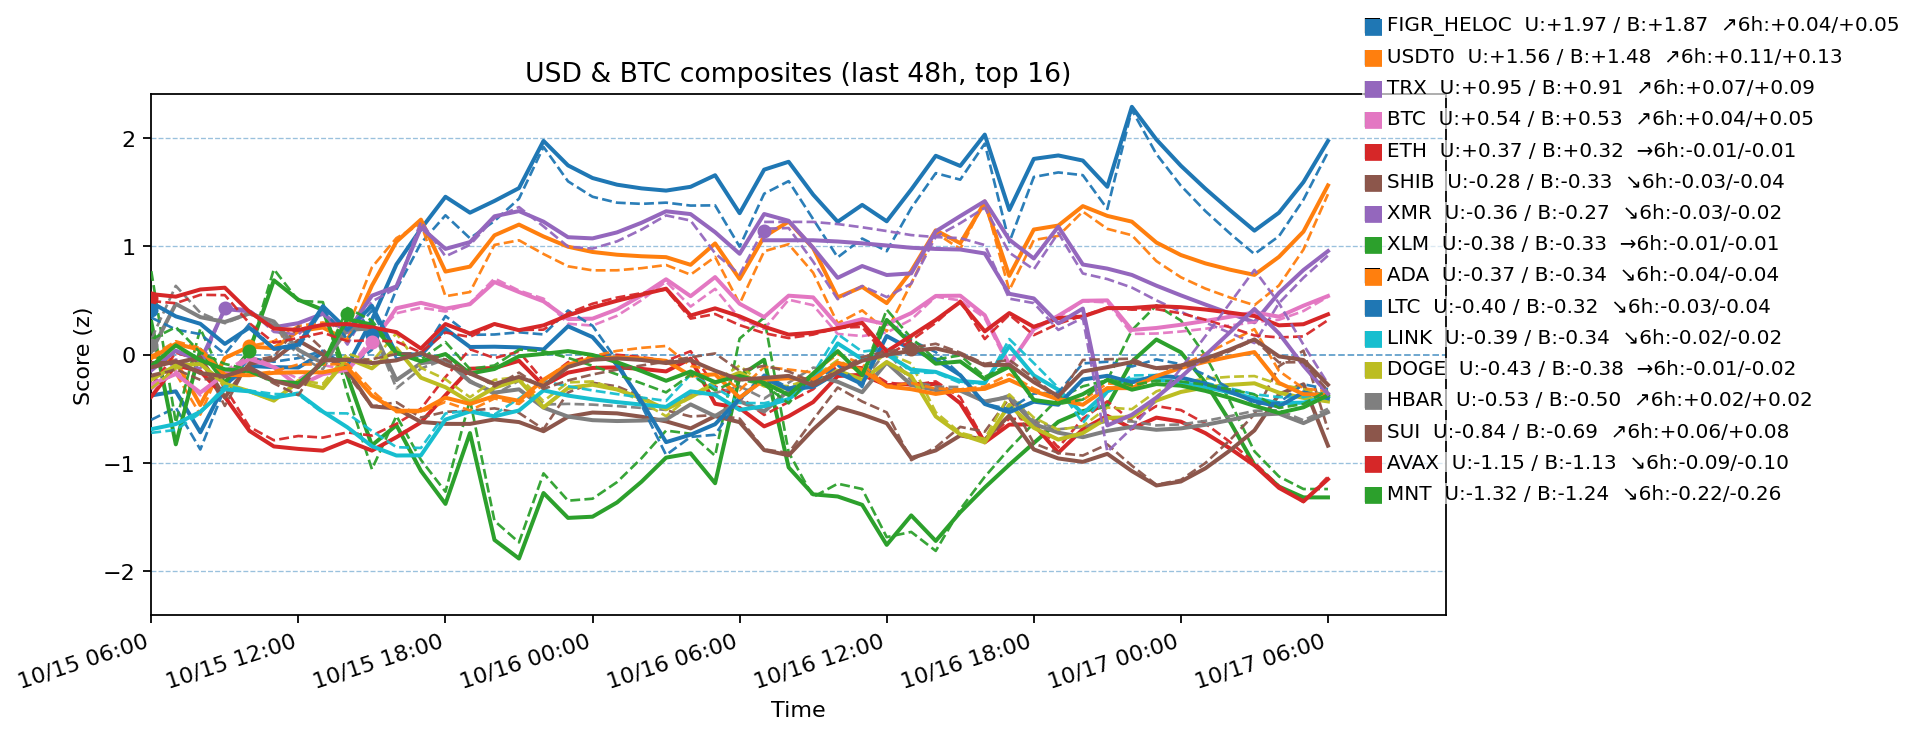 FIGR_HELOC U:+1.97 / B:+1.87 ↗6h:+0.04/+0.05
USD & BTC composites (last 48h, top 16)
USDT0 U:+1.56 / B:+1.48 ↗6h:+0.11/+0.13
TRX U:+0.95 / B:+0.91 ↗6h:+0.07/+0.09
BTC U:+0.54 / B:+0.53 ↗6h:+0.04/+0.05
ETH U:+0.37 / B:+0.32 →6h:-0.01/-0.01
SHIB U:-0.28 / B:-0.33 ↘6h:-0.03/-0.04
XMR U:-0.36 / B:-0.27 ↘6h:-0.03/-0.02
XLM U:-0.38 / B:-0.33 →6h:-0.01/-0.01
ADA U:-0.37 / B:-0.34 ↘6h:-0.04/-0.04
LTC U:-0.40 / B:-0.32 ↘6h:-0.03/-0.04
LINK U:-0.39 / B:-0.34 ↘6h:-0.02/-0.02
DOGE U:-0.43 / B:-0.38 →6h:-0.01/-0.02
HBAR U:-0.53 / B:-0.50 ↗6h:+0.02/+0.02
SUI U:-0.84 / B:-0.69 ↗6h:+0.06/+0.08
AVAX U:-1.15 / B:-1.13 ↘6h:-0.09/-0.10
MNT U:-1.32 / B:-1.24 ↘6h:-0.22/-0.26
Score (z)
2
1
0
−1
−2
10/15 06:00
10/15 12:00
10/15 18:00
10/16 00:00
10/16 06:00
10/16 12:00
10/16 18:00
10/17 00:00
10/17 06:00
Time